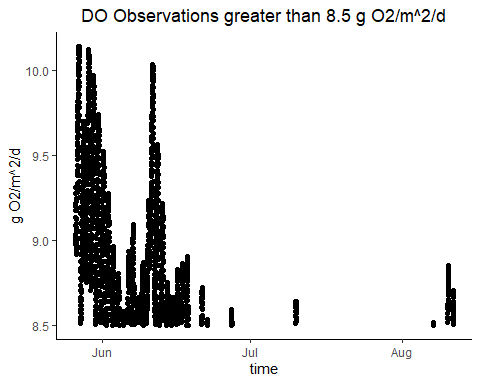 DO Observations greater than 8.5 g O2/m^2/d
10.0
9.5
9.0
8.5
g O2/m^2/d
Jun
Jul
Aug
time